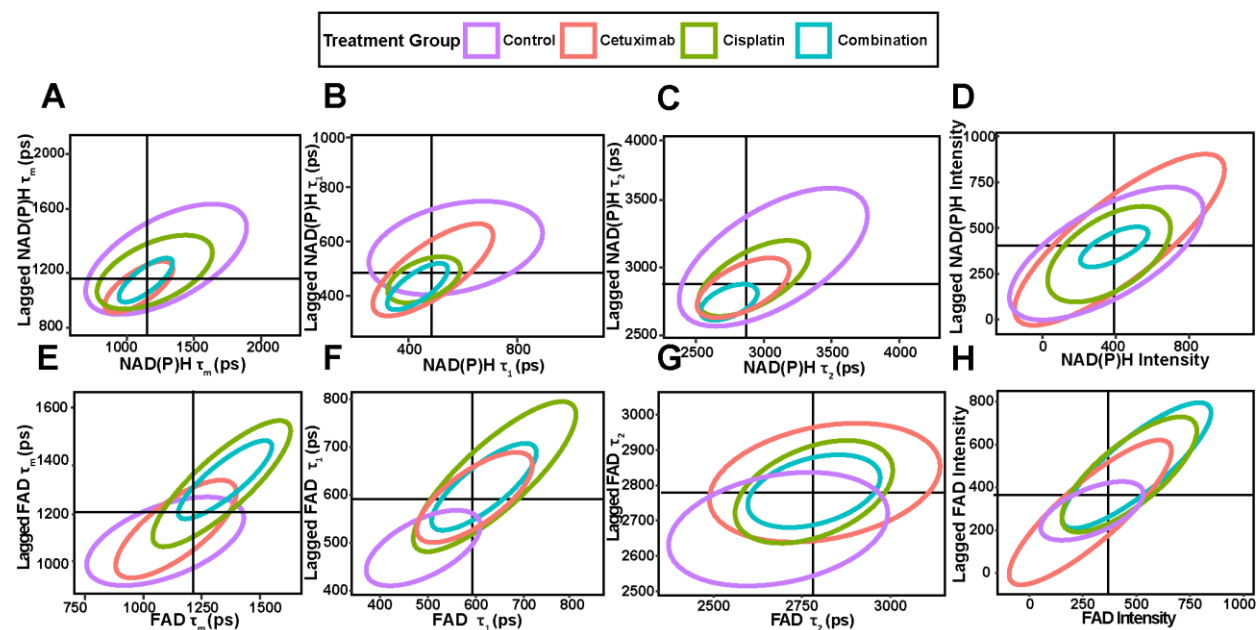 Treatment Group Control Cetuximab Cisplatin Combination
A B C D
Lagged NAD(P)H τm (ps)
2000
1600
1200
800
1000 1500 2000
NAD(P)H τm (ps)
Lagged NAD(P)H τ1 (ps)
1000
800
600
400
400 800
NAD(P)H τ1 (ps)
Lagged NAD(P)H τ2 (ps)
4000
3500
3000
2500
2500 3000 3500 4000
NAD(P)H τ2 (ps)
Lagged NAD(P)H Intensity
1000
750
500
250
0
0 400 800
NAD(P)H Intensity
E F G H
Lagged FAD τm (ps)
1600
1400
1200
1000
750 1000 1250 1500
FAD τm (ps)
Lagged FAD τ1 (ps)
800
700
600
500
400
400 500 600 700 800
FAD τ1 (ps)
Lagged FAD τ2
3000
2900
2800
2700
2600
2500
2500 2750 3000
FAD τ2 (ps)
Lagged FAD Intensity
800
600
400
200
0
0 250 500 750 1000
FAD Intensity